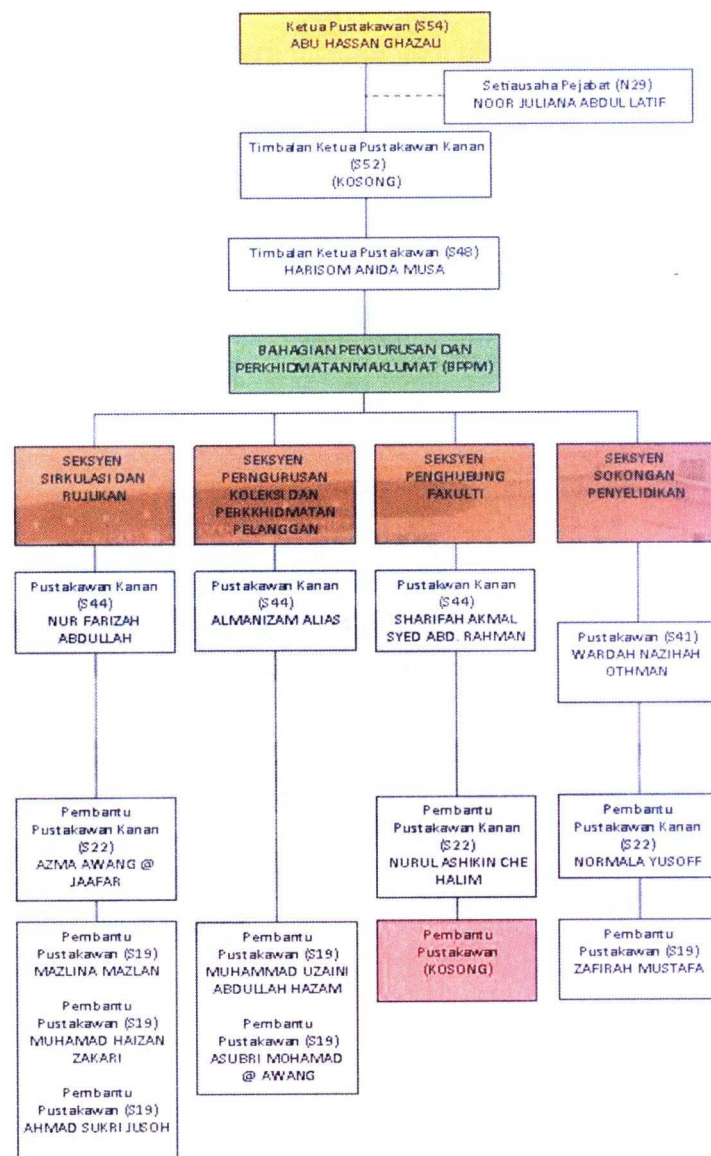 Ketua Pustakawan (S54)
ABU HASSAN GHAZALI
Setiausaha Pejabat (N29)
NOOR JULIANA ABDUL LATIF
Timbalan Ketua Pustakawan Kanan
(S52)
(KOSONG)
Timbalan Ketua Pustakawan (S48)
HARISOM ANIDA MUSA
BAHAGIAN PENGURUSAN DAN
PERKHIDMATAN MAKLUMAT (BPPM)
SEKSYEN
SIRKULASI DAN
RUJUKAN
SEKSYEN
PERNGURUSAN
KOLEKSI DAN
PERKKHIDMATAN
PELANGGAN
SEKSYEN
PENGHUBUNG
FAKULTI
SEKSYEN
SOKONGAN
PENYELIDIKAN
Pustakawan Kanan
(S44)
NUR FARIZAH
ABDULLAH
Pustakawan Kanan
(S44)
ALMANIZAM ALIAS
Pustakwan Kanan
(S44)
SHARIFAH AKMAL
SYED ABD. RAHMAN
Pustakawan (S41)
WARDAH NAZIHAH
OTHMAN
Pembantu
Pustakawan Kanan
(S22)
AZMA AWANG @
JAAFAR
Pembantu
Pustakawan Kanan
(S22)
NURUL ASHIKIN CHE
HALIM
Pembantu
Pustakawan Kanan
(S22)
NORMALA YUSOFF
Pembantu
Pustakawan (S19)
MAZLINA MAZLAN
Pembantu
Pustakawan (S19)
MUHAMAD HAIZAN
ZAKARI
Pembantu
Pustakawan (S19)
AHMAD SUKRI JUSOH
Pembantu
Pustakawan (S19)
MUHAMMAD UZAINI
ABDULLAH HAZAM
Pembantu
Pustakawan (S19)
ASUBRI MOHAMAD
@ AWANG
Pembantu
Pustakawan
(KOSONG)
Pembantu
Pustakawan (S19)
ZAFIRAH MUSTAFA